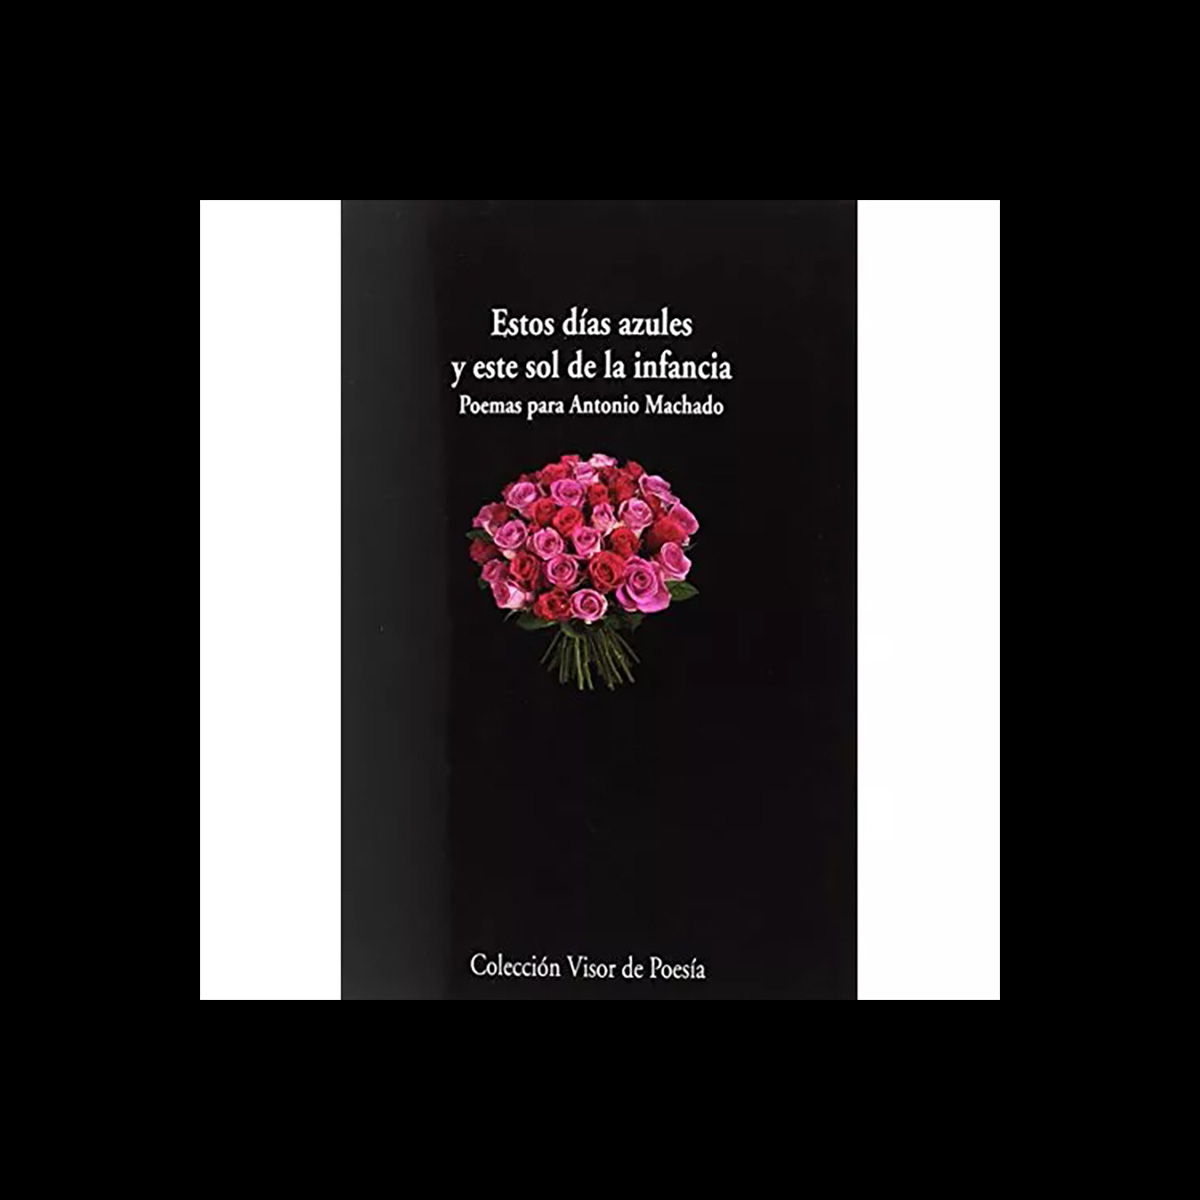 Estos días azules
y este sol de la infancia
Poemas para Antonio Machado
Colección Visor de Poesía